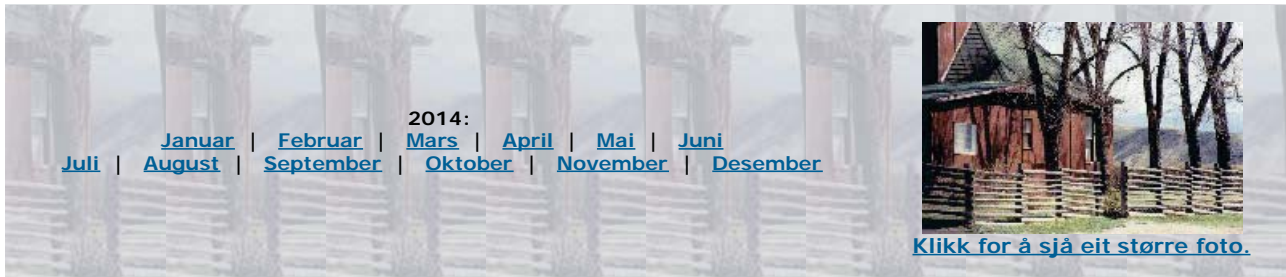 2014:
Januar | Februar | Mars | April | Mai | Juni
Juli | August | September | Oktober | November | Desember
Klikk for å sjå eit større foto.